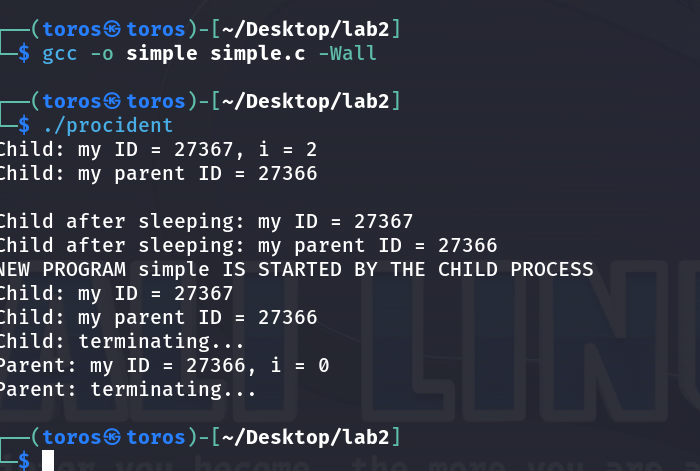 (toros㉿toros)-[~/Desktop/lab2]
$ gcc -o simple simple.c -Wall
(toros㉿toros)-[~/Desktop/lab2]
$ ./procident
Child: my ID = 27367, i = 2
Child: my parent ID = 27366
Child after sleeping: my ID = 27367
Child after sleeping: my parent ID = 27366
NEW PROGRAM simple IS STARTED BY THE CHILD PROCESS
Child: my ID = 27367
Child: my parent ID = 27366
Child: terminating...
Parent: my ID = 27366, i = 0
Parent: terminating...
(toros㉿toros)-[~/Desktop/lab2]
$